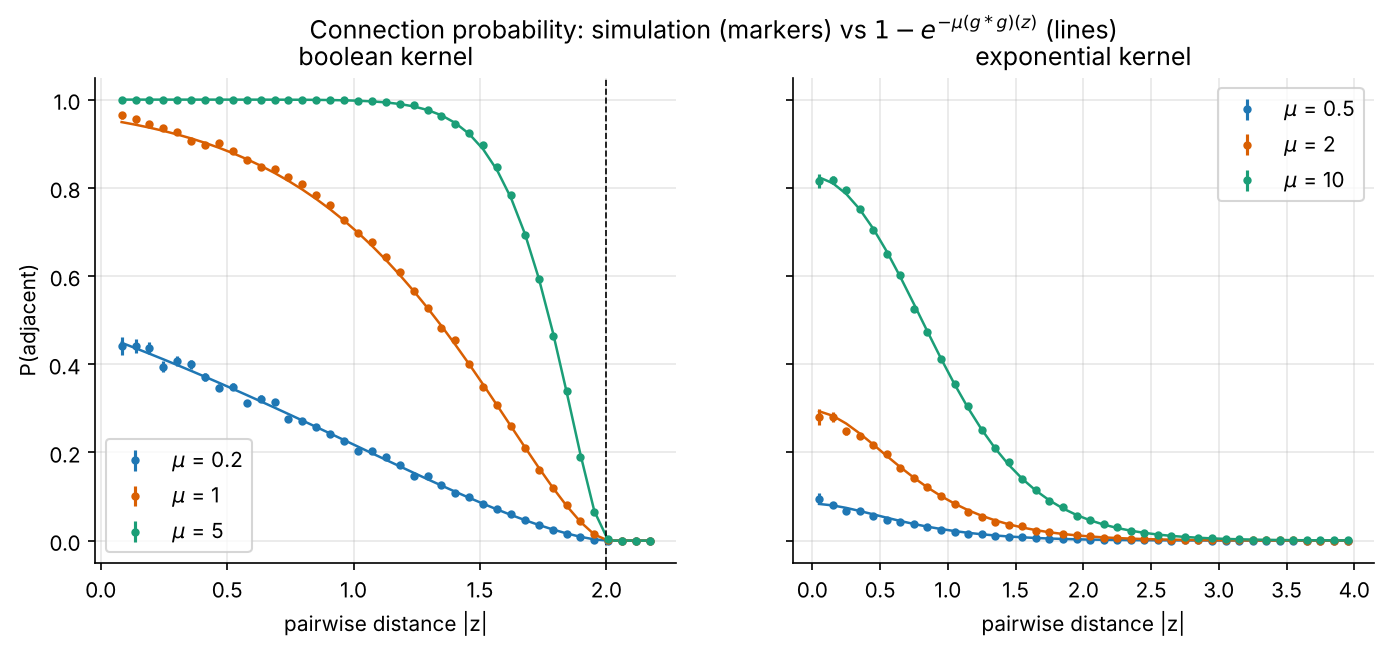 Connection probability: simulation (markers) vs 1 − e^{−μ(g*g)(z)} (lines)
boolean kernel
exponential kernel
P(adjacent)
1.0
0.8
0.6
0.4
0.2
0.0
μ = 0.2
μ = 1
μ = 5
0.0 0.5 1.0 1.5 2.0
pairwise distance |z|
μ = 0.5
μ = 2
μ = 10
0.0 0.5 1.0 1.5 2.0 2.5 3.0 3.5 4.0
pairwise distance |z|